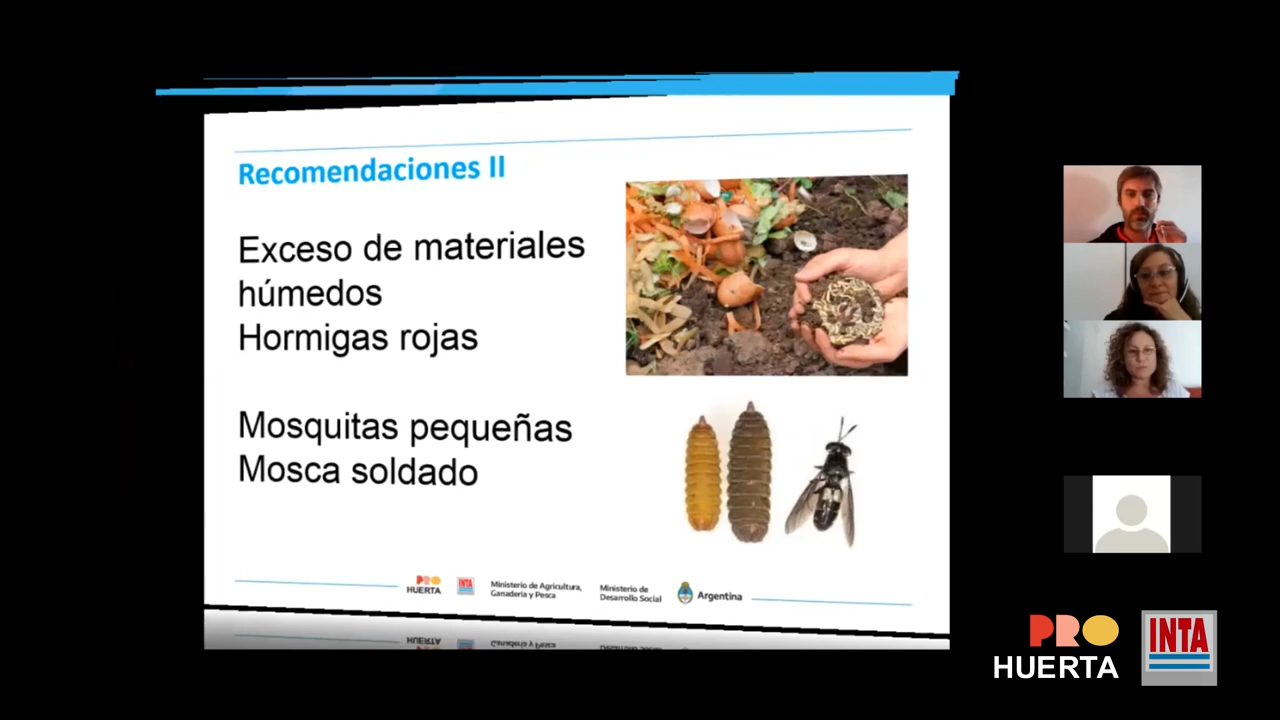 Recomendaciones II
Exceso de materiales
húmedos
Hormigas rojas
Mosquitas pequeñas
Mosca soldado
PRO
HUERTA
INTA
Ministerio de Agricultura,
Ganadería y Pesca
Ministerio de
Desarrollo Social
Argentina
PRO
HUERTA
INTA